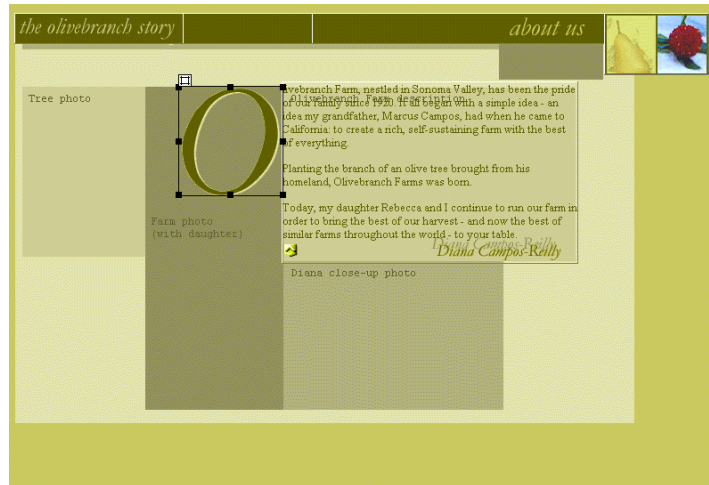 the olivebranch story
about us
Tree photo
Olivebranch Farm description
O
livebranch Farm, nestled in Sonoma Valley, has been the pride
of our family since 1920. It all began with a simple idea - an
idea my grandfather, Marcus Campos, had when he came to
California: to create a rich, self-sustaining farm with the best
of everything.
Planting the branch of an olive tree brought from his
homeland, Olivebranch Farms was born.
Today, my daughter Rebecca and I continue to run our farm in
order to bring the best of our harvest - and now the best of
similar farms throughout the world - to your table.
Farm photo
(with daughter)
Diana Campos-Reilly
Diana Campos-Reilly
Diana close-up photo